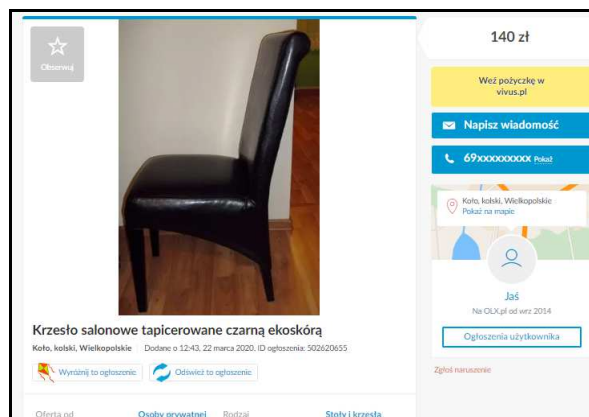 Obserwuj
140 zł
Weź pożyczkę w
vivus.pl
Napisz wiadomość
69xxxxxxxxx Pokaż
Koło, kolski, Wielkopolskie
Pokaż na mapie
Jaś
Na OLX.pl od wrz 2014
Ogłoszenia użytkownika
Zgłoś naruszenie
Krzesło salonowe tapicerowane czarną ekoskórą
Koło, kolski, Wielkopolskie Dodane o 12:43, 22 marca 2020, ID ogłoszenia: 502620655
Wyróżnij to ogłoszenie Odśwież to ogłoszenie
Oferta od Osoby prywatnej Rodzaj Stoły i krzesła